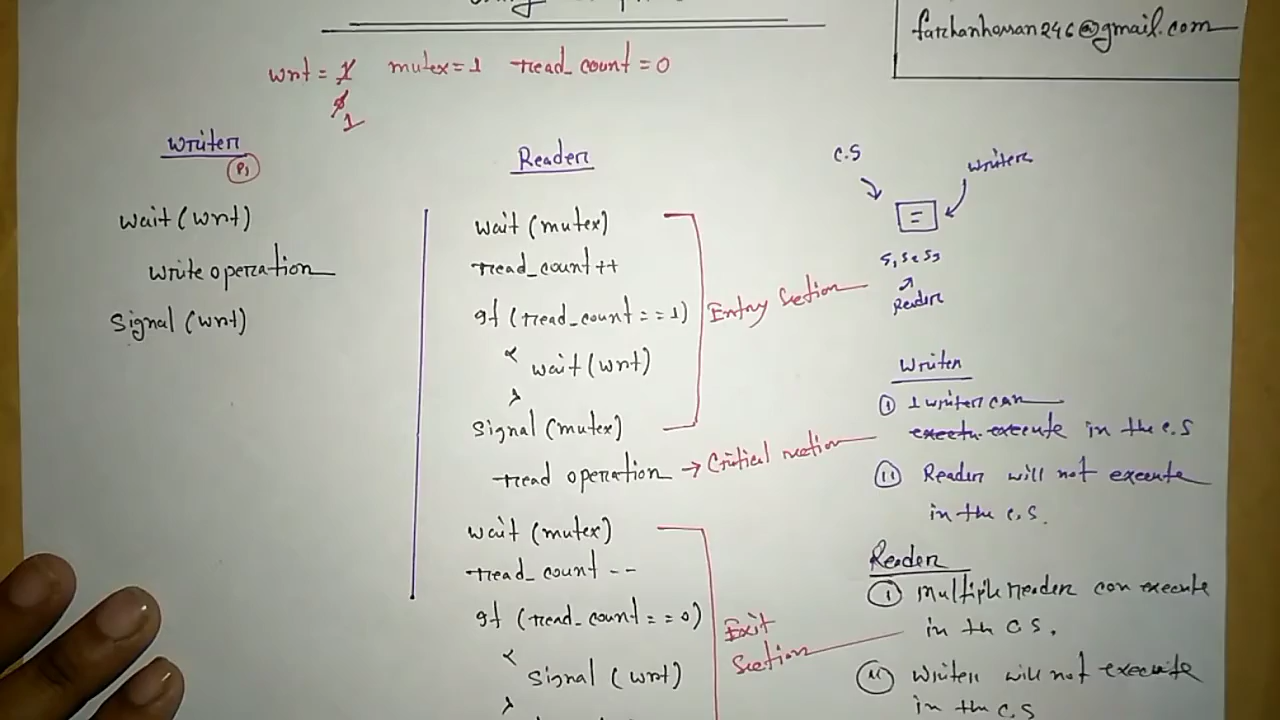 farhanhossan246@gmail.com
wrt = 1 mutex = 1 read_count = 0
0
1
Writer
P1
wait (wrt)
write operation
Signal (wrt)
Reader
wait (mutex)
read_count ++
if (read_count == 1)
{
wait (wrt)
}
Signal (mutex)
Entry Section
read operation → Critical section
wait (mutex)
read_count --
if (read_count == 0)
{
Signal (wrt)
}
Exit
Section
C.S
writer
=
S1 S2 S3
Reader
Writer
i 1 writer can
execute in the C.S
ii Reader will not execute
in the C.S.
Reader
i Multiple reader can execute
in the C S.
ii Writer will not execute
in the C S